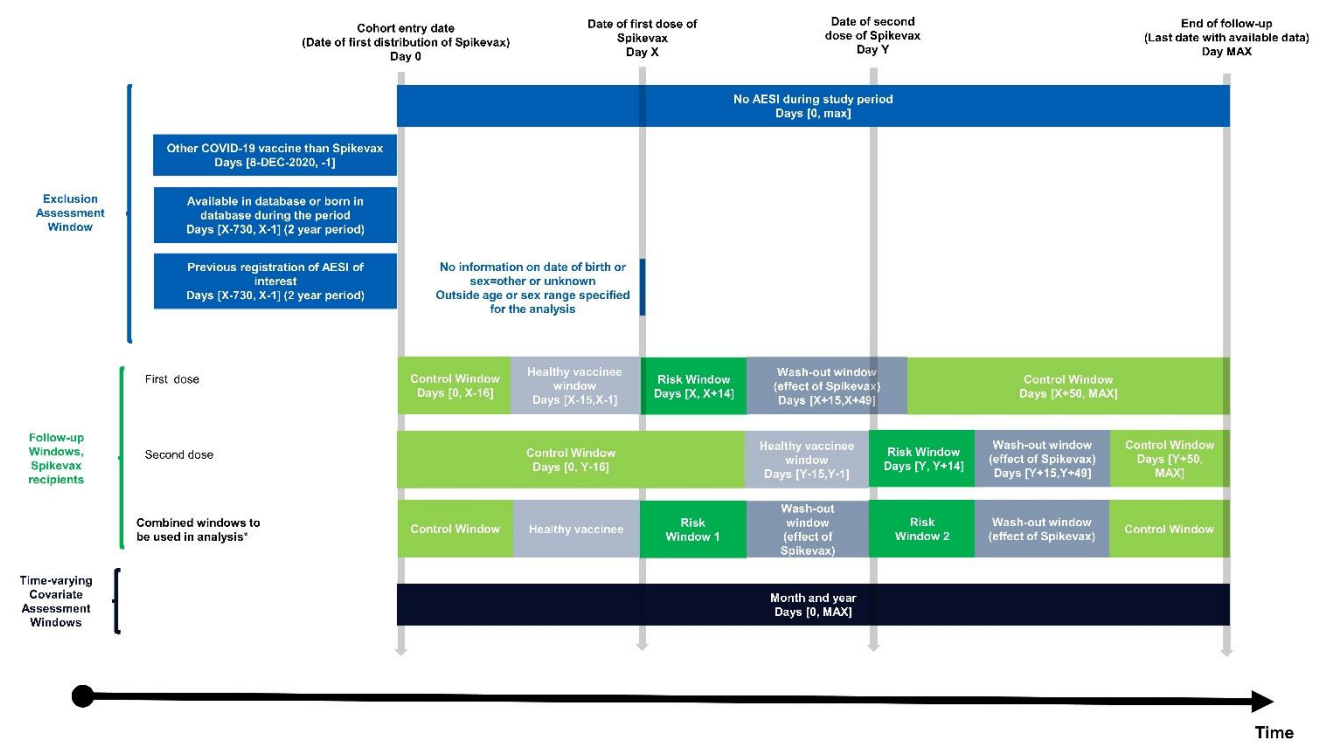 Cohort entry date
(Date of first distribution of Spikevax)
Day 0
Date of first dose of
Spikevax
Day X
Date of second
dose of Spikevax
Day Y
End of follow-up
(Last date with available data)
Day MAX
Exclusion
Assessment
Window
No AESI during study period
Days [0, max]
Other COVID-19 vaccine than Spikevax
Days [8-DEC-2020, -1]
Available in database or born in
database during the period
Days [X-730, X-1] (2 year period)
Previous registration of AESI of
interest
Days [X-730, X-1] (2 year period)
No information on date of birth or
sex=other or unknown
Outside age or sex range specified
for the analysis
Follow-up
Windows,
Spikevax
recipients
First dose
Control Window
Days [0, X-16]
Healthy vaccinee
window
Days [X-15,X-1]
Risk Window
Days [X, X+14]
Wash-out window
(effect of Spikevax)
Days [X+15,X+49]
Control Window
Days [X+50, MAX]
Second dose
Control Window
Days [0, Y-16]
Healthy vaccinee
window
Days [Y-15,Y-1]
Risk Window
Days [Y, Y+14]
Wash-out window
(effect of Spikevax)
Days [Y+15,Y+49]
Control Window
Days [Y+50,
MAX]
Combined windows to
be used in analysis*
Control Window
Healthy vaccinee
Risk
Window 1
Wash-out
window
(effect of
Spikevax)
Risk
Window 2
Wash-out window
(effect of Spikevax)
Control Window
Time-varying
Covariate
Assessment
Windows
Month and year
Days [0, MAX]
Time